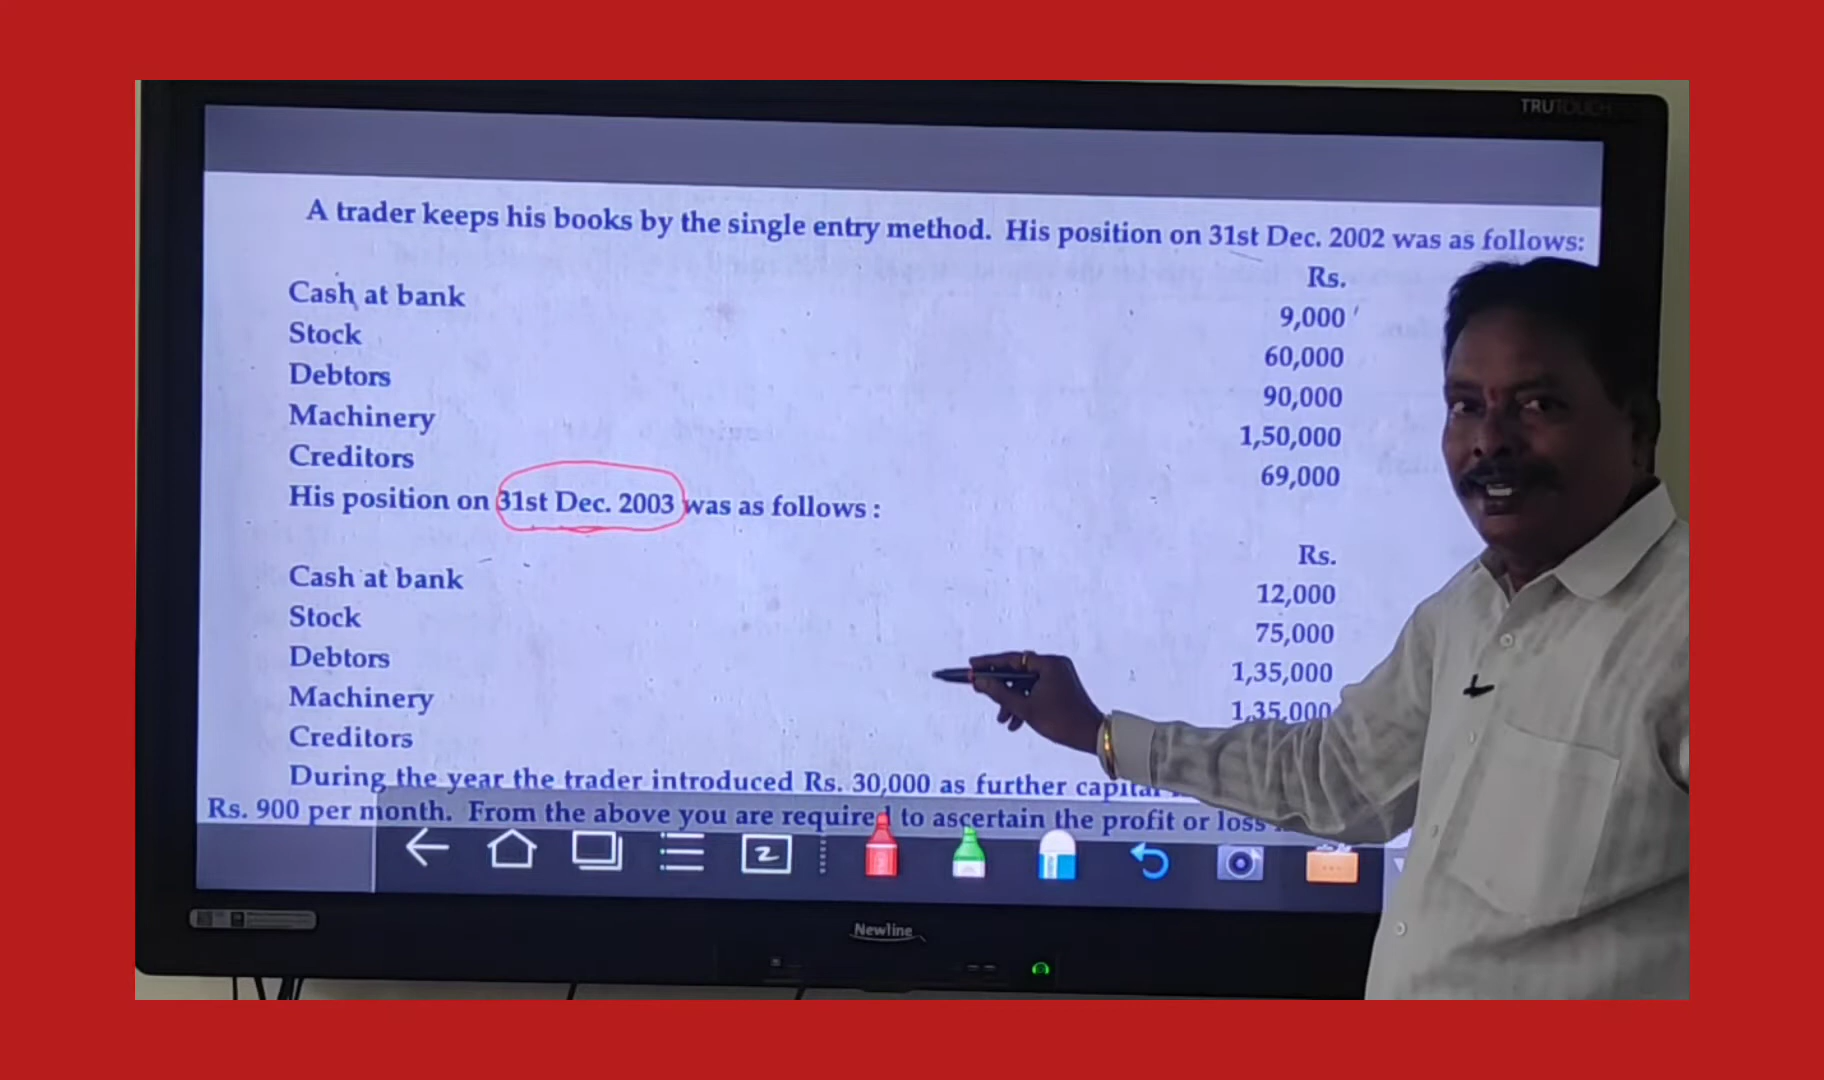 TRUTOUCH
A trader keeps his books by the single entry method. His position on 31st Dec. 2002 was as follows:
Rs.
Cash at bank 9,000
Stock 60,000
Debtors 90,000
Machinery 1,50,000
Creditors 69,000
His position on 31st Dec. 2003 was as follows :
Rs.
Cash at bank 12,000
Stock 75,000
Debtors 1,35,000
Machinery 1,35,000
Creditors
During the year the trader introduced Rs. 30,000 as further capital
Rs. 900 per month. From the above you are required to ascertain the profit or loss
2
Newline